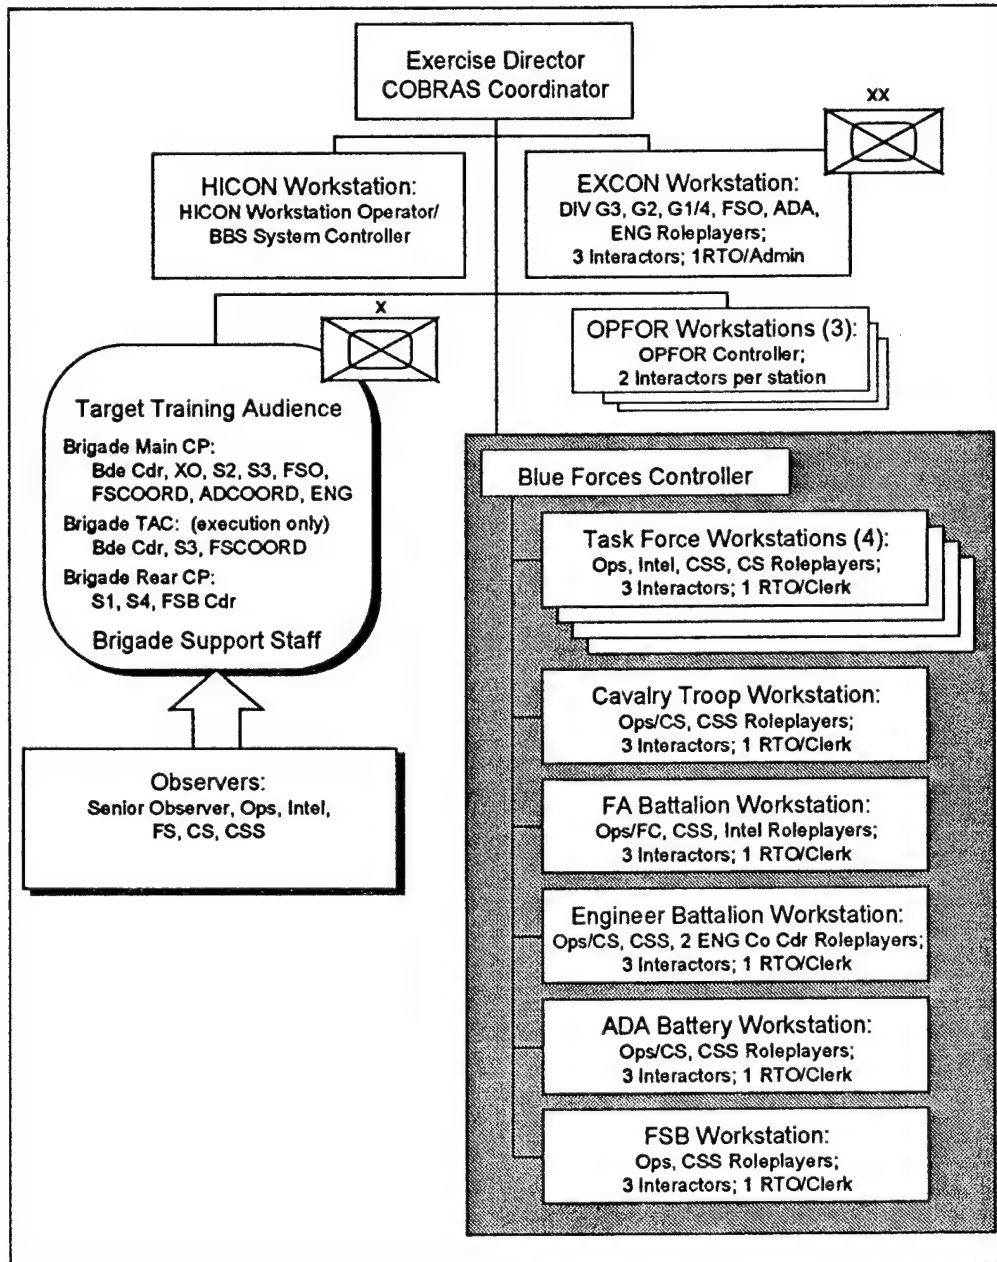 Exercise Director
COBRAS Coordinator
XX
HICON Workstation:
HICON Workstation Operator/
BBS System Controller
EXCON Workstation:
DIV G3, G2, G1/4, FSO, ADA,
ENG Roleplayers;
3 Interactors; 1RTO/Admin
X
OPFOR Workstations (3):
OPFOR Controller;
2 Interactors per station
Target Training Audience
Brigade Main CP:
Bde Cdr, XO, S2, S3, FSO,
FSCOORD, ADCOORD, ENG
Brigade TAC: (execution only)
Bde Cdr, S3, FSCOORD
Brigade Rear CP:
S1, S4, FSB Cdr
Brigade Support Staff
Observers:
Senior Observer, Ops, Intel,
FS, CS, CSS
Blue Forces Controller
Task Force Workstations (4):
Ops, Intel, CSS, CS Roleplayers;
3 Interactors; 1 RTO/Clerk
Cavalry Troop Workstation:
Ops/CS, CSS Roleplayers;
3 Interactors; 1 RTO/Clerk
FA Battalion Workstation:
Ops/FC, CSS, Intel Roleplayers;
3 Interactors; 1 RTO/Clerk
Engineer Battalion Workstation:
Ops/CS, CSS, 2 ENG Co Cdr Roleplayers;
3 Interactors; 1 RTO/Clerk
ADA Battery Workstation:
Ops/CS, CSS Roleplayers;
3 Interactors; 1 RTO/Clerk
FSB Workstation:
Ops, CSS Roleplayers;
3 Interactors; 1 RTO/Clerk